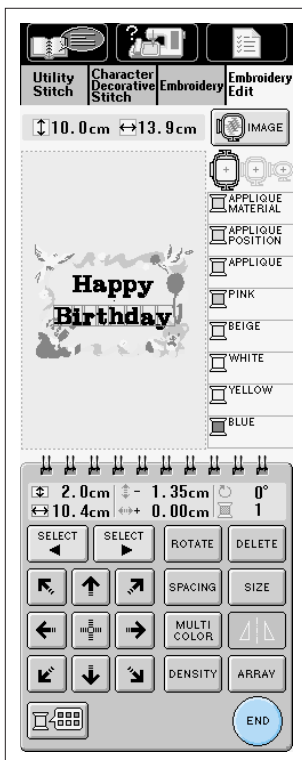 Utility
Stitch
Character
Decorative
Stitch
Embroidery
Embroidery
Edit
10.0cm 13.9cm
IMAGE
APPLIQUE
MATERIAL
APPLIQUE
POSITION
APPLIQUE
PINK
BEIGE
WHITE
YELLOW
BLUE
Happy
Birthday
2.0cm - 1.35cm 0°
10.4cm + 0.00cm 1
SELECT
SELECT
ROTATE
DELETE
SPACING
SIZE
MULTI
COLOR
DENSITY
ARRAY
END